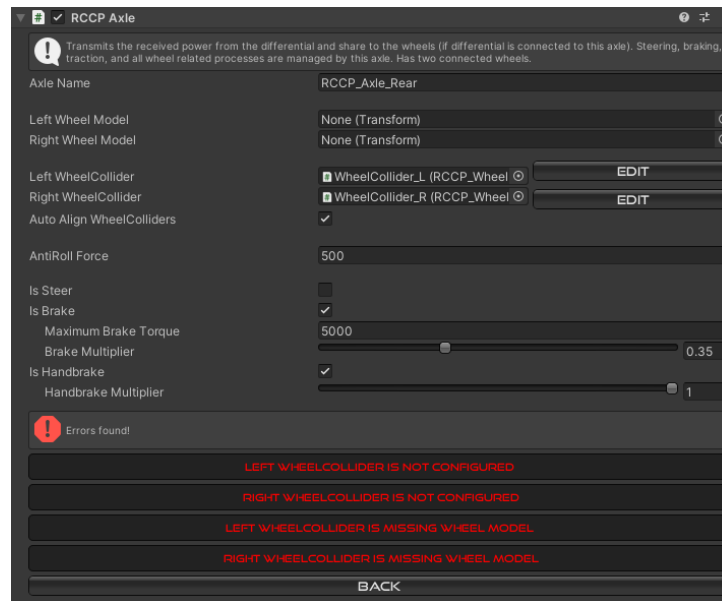 RCCP Axle
Transmits the received power from the differential and share to the wheels (if differential is connected to this axle). Steering, braking,
traction, and all wheel related processes are managed by this axle. Has two connected wheels.
Axle Name RCCP_Axle_Rear
Left Wheel Model None (Transform)
Right Wheel Model None (Transform)
Left WheelCollider WheelCollider_L (RCCP_Wheel EDIT
Right WheelCollider WheelCollider_R (RCCP_Wheel EDIT
Auto Align WheelColliders
AntiRoll Force 500
Is Steer
Is Brake
Maximum Brake Torque 5000
Brake Multiplier 0.35
Is Handbrake
Handbrake Multiplier 1
Errors found!
LEFT WHEELCOLLIDER IS NOT CONFIGURED
RIGHT WHEELCOLLIDER IS NOT CONFIGURED
LEFT WHEELCOLLIDER IS MISSING WHEEL MODEL
RIGHT WHEELCOLLIDER IS MISSING WHEEL MODEL
BACK